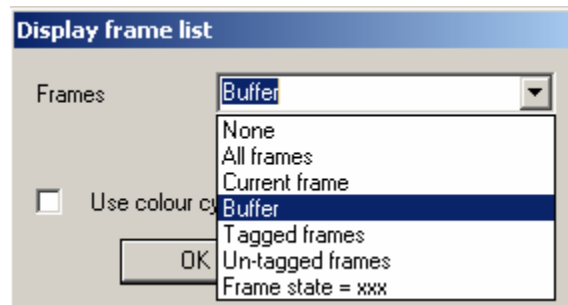 Display frame list
Frames Buffer
None
All frames
Current frame
Use colour cy Buffer
Tagged frames
OK Un-tagged frames
Frame state = xxx